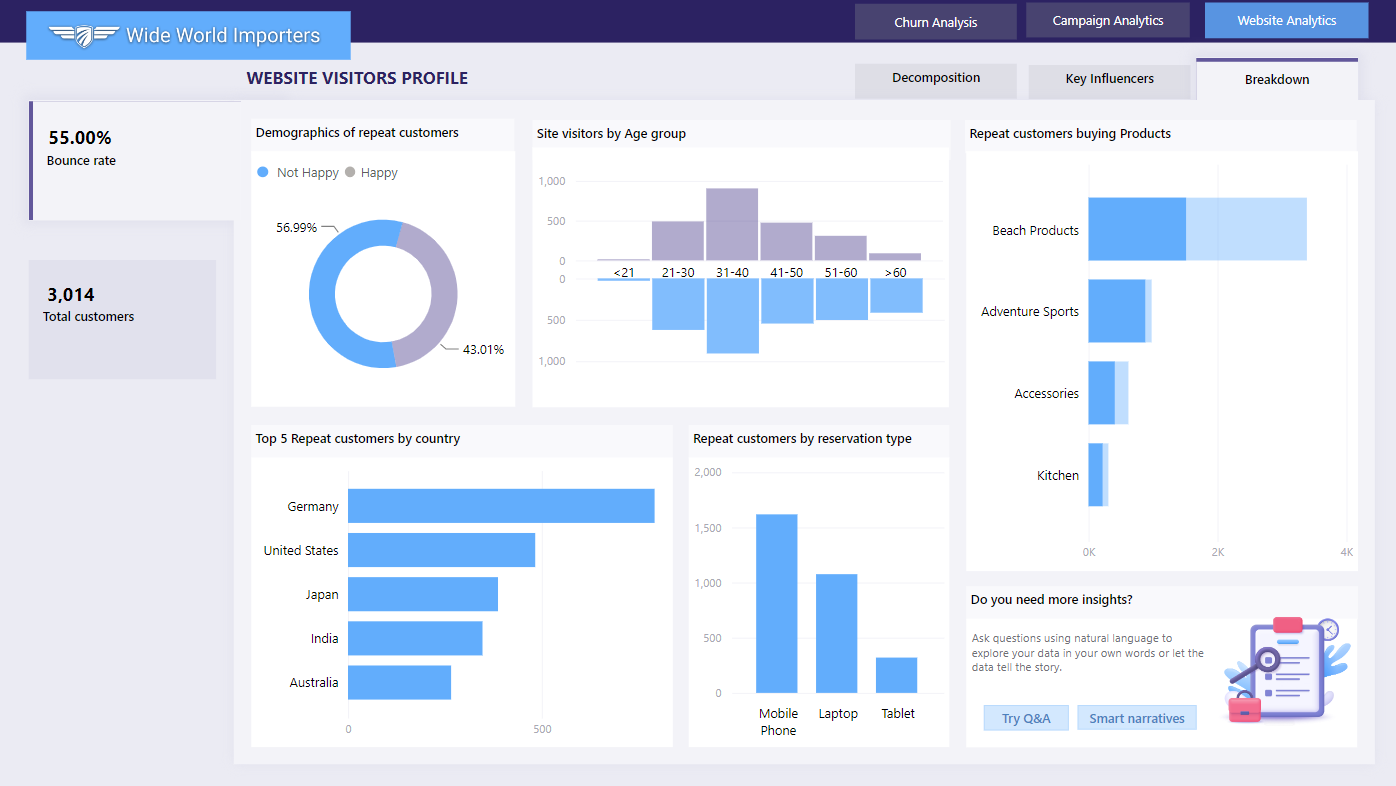 Wide World Importers
Churn Analysis
Campaign Analytics
Website Analytics
WEBSITE VISITORS PROFILE
Decomposition
Key Influencers
Breakdown
55.00%
Bounce rate
3,014
Total customers
Demographics of repeat customers
Not Happy
Happy
56.99%
43.01%
Site visitors by Age group
1,000
500
0
<21
21-30
31-40
41-50
51-60
>60
0
500
1,000
Repeat customers buying Products
Beach Products
Adventure Sports
Accessories
Kitchen
0K
2K
4K
Top 5 Repeat customers by country
Germany
United States
Japan
India
Australia
0
500
Repeat customers by reservation type
2,000
1,500
1,000
500
0
Mobile
Phone
Laptop
Tablet
Do you need more insights?
Ask questions using natural language to
explore your data in your own words or let the
data tell the story.
Try Q&A
Smart narratives